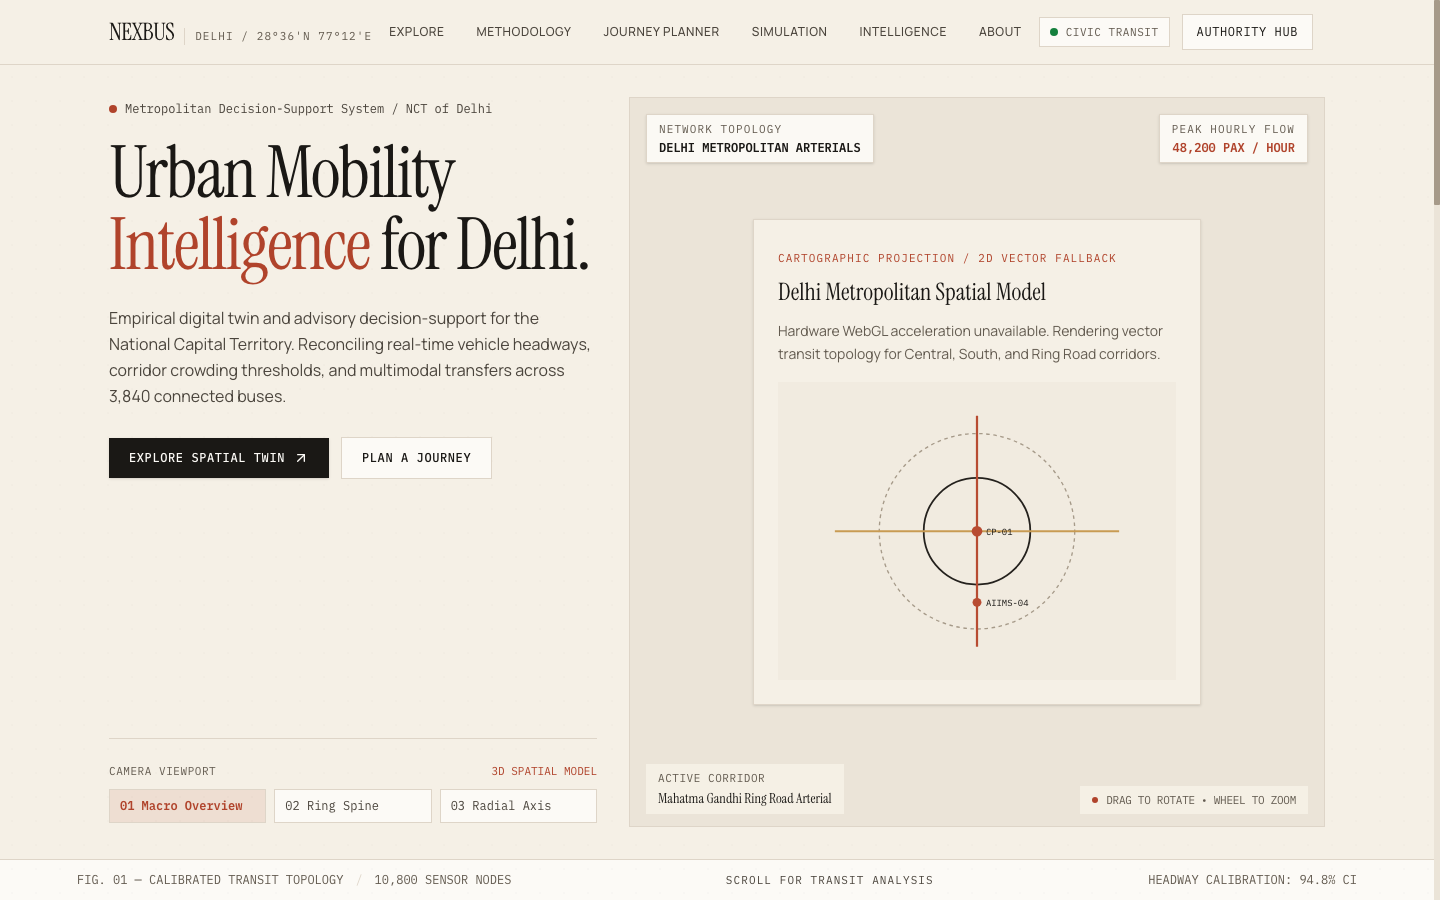 NEXBUS
DELHI / 28°36'N 77°12'E
EXPLORE
METHODOLOGY
JOURNEY PLANNER
SIMULATION
INTELLIGENCE
ABOUT
CIVIC TRANSIT
AUTHORITY HUB
Metropolitan Decision-Support System / NCT of Delhi
Urban Mobility
Intelligence for Delhi.
Empirical digital twin and advisory decision-support for the
National Capital Territory. Reconciling real-time vehicle headways,
corridor crowding thresholds, and multimodal transfers across
3,840 connected buses.
EXPLORE SPATIAL TWIN
PLAN A JOURNEY
CAMERA VIEWPORT
3D SPATIAL MODEL
01 Macro Overview
02 Ring Spine
03 Radial Axis
NETWORK TOPOLOGY
DELHI METROPOLITAN ARTERIALS
PEAK HOURLY FLOW
48,200 PAX / HOUR
CARTOGRAPHIC PROJECTION / 2D VECTOR FALLBACK
Delhi Metropolitan Spatial Model
Hardware WebGL acceleration unavailable. Rendering vector
transit topology for Central, South, and Ring Road corridors.
CP-01
AIIMS-04
ACTIVE CORRIDOR
Mahatma Gandhi Ring Road Arterial
DRAG TO ROTATE • WHEEL TO ZOOM
FIG. 01 — CALIBRATED TRANSIT TOPOLOGY / 10,800 SENSOR NODES
SCROLL FOR TRANSIT ANALYSIS
HEADWAY CALIBRATION: 94.8% CI